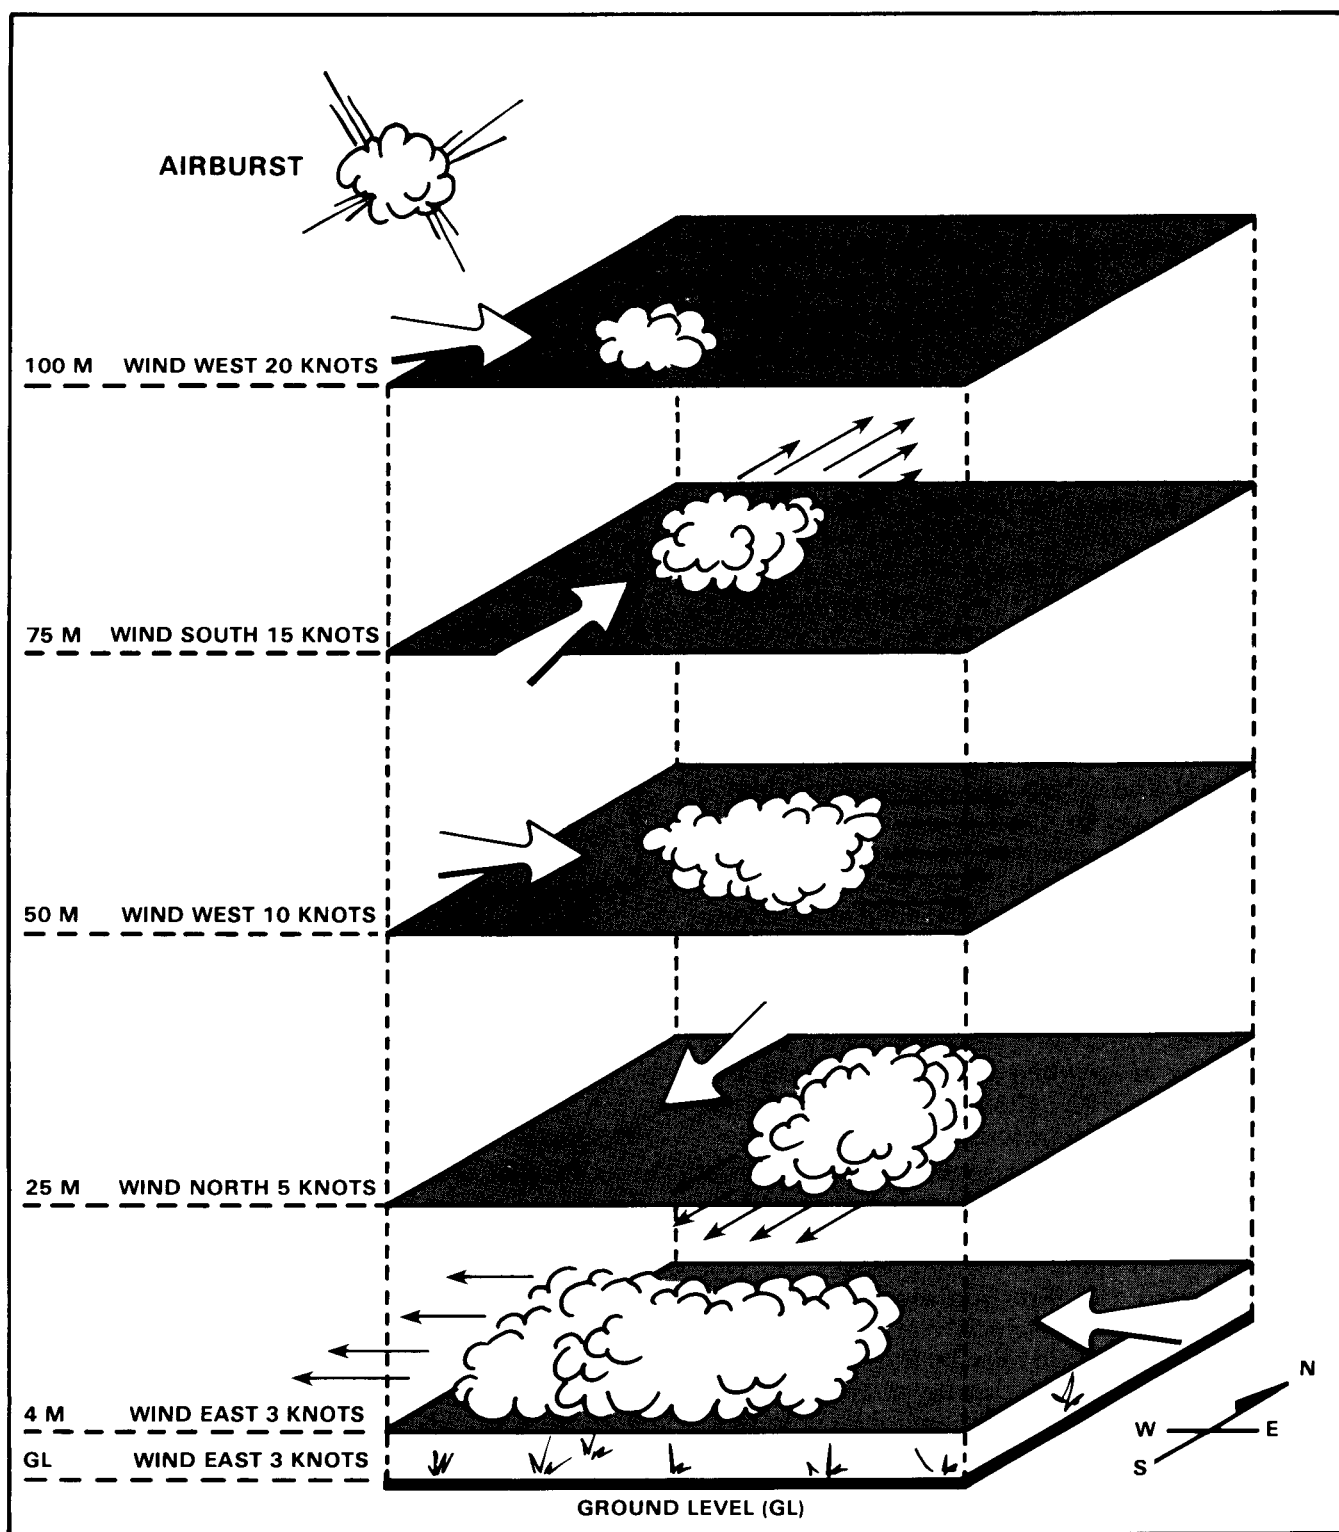 AIRBURST
100 M WIND WEST 20 KNOTS
75 M WIND SOUTH 15 KNOTS
50 M WIND WEST 10 KNOTS
25 M WIND NORTH 5 KNOTS
4 M WIND EAST 3 KNOTS
GL WIND EAST 3 KNOTS
N
W E
S
GROUND LEVEL (GL)